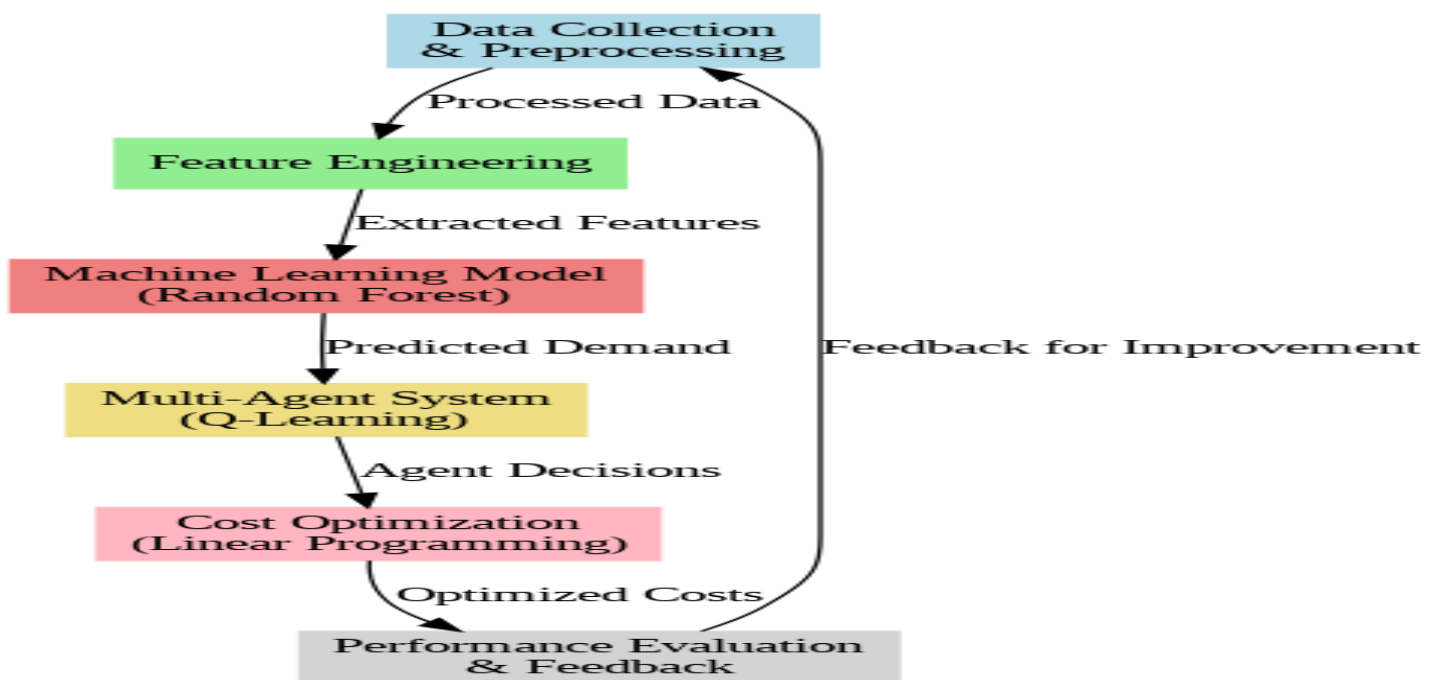 Data Collection
& Preprocessing
Processed Data
Feature Engineering
Extracted Features
Machine Learning Model
(Random Forest)
Predicted Demand
Feedback for Improvement
Multi-Agent System
(Q-Learning)
Agent Decisions
Cost Optimization
(Linear Programming)
Optimized Costs
Performance Evaluation
& Feedback